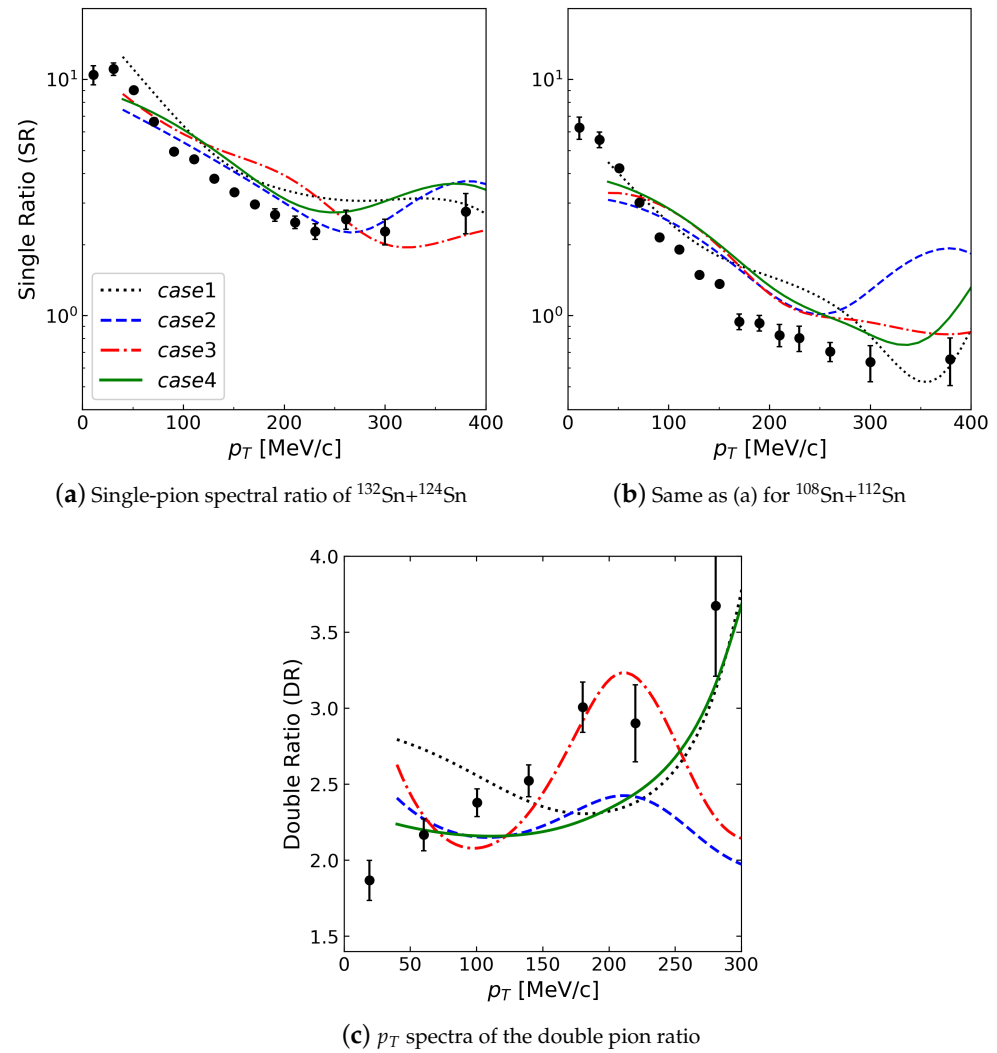 Single Ratio (SR)
10¹
10⁰
case1
case2
case3
case4
0 100 200 300 400
p_T [MeV/c]
(a) Single-pion spectral ratio of ¹³²Sn+¹²⁴Sn
10¹
10⁰
0 100 200 300 400
p_T [MeV/c]
(b) Same as (a) for ¹⁰⁸Sn+¹¹²Sn
Double Ratio (DR)
4.0
3.5
3.0
2.5
2.0
1.5
0 50 100 150 200 250 300
p_T [MeV/c]
(c) p_T spectra of the double pion ratio